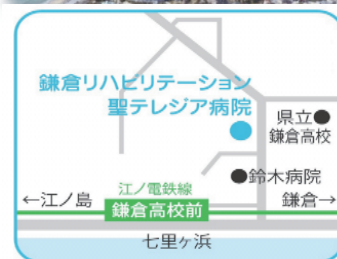 鎌倉リハビリテーション
聖テレジア病院
県立●
鎌倉高校
●鈴木病院
江ノ電鉄線
←江ノ島
鎌倉高校前
鎌倉→
七里ヶ浜